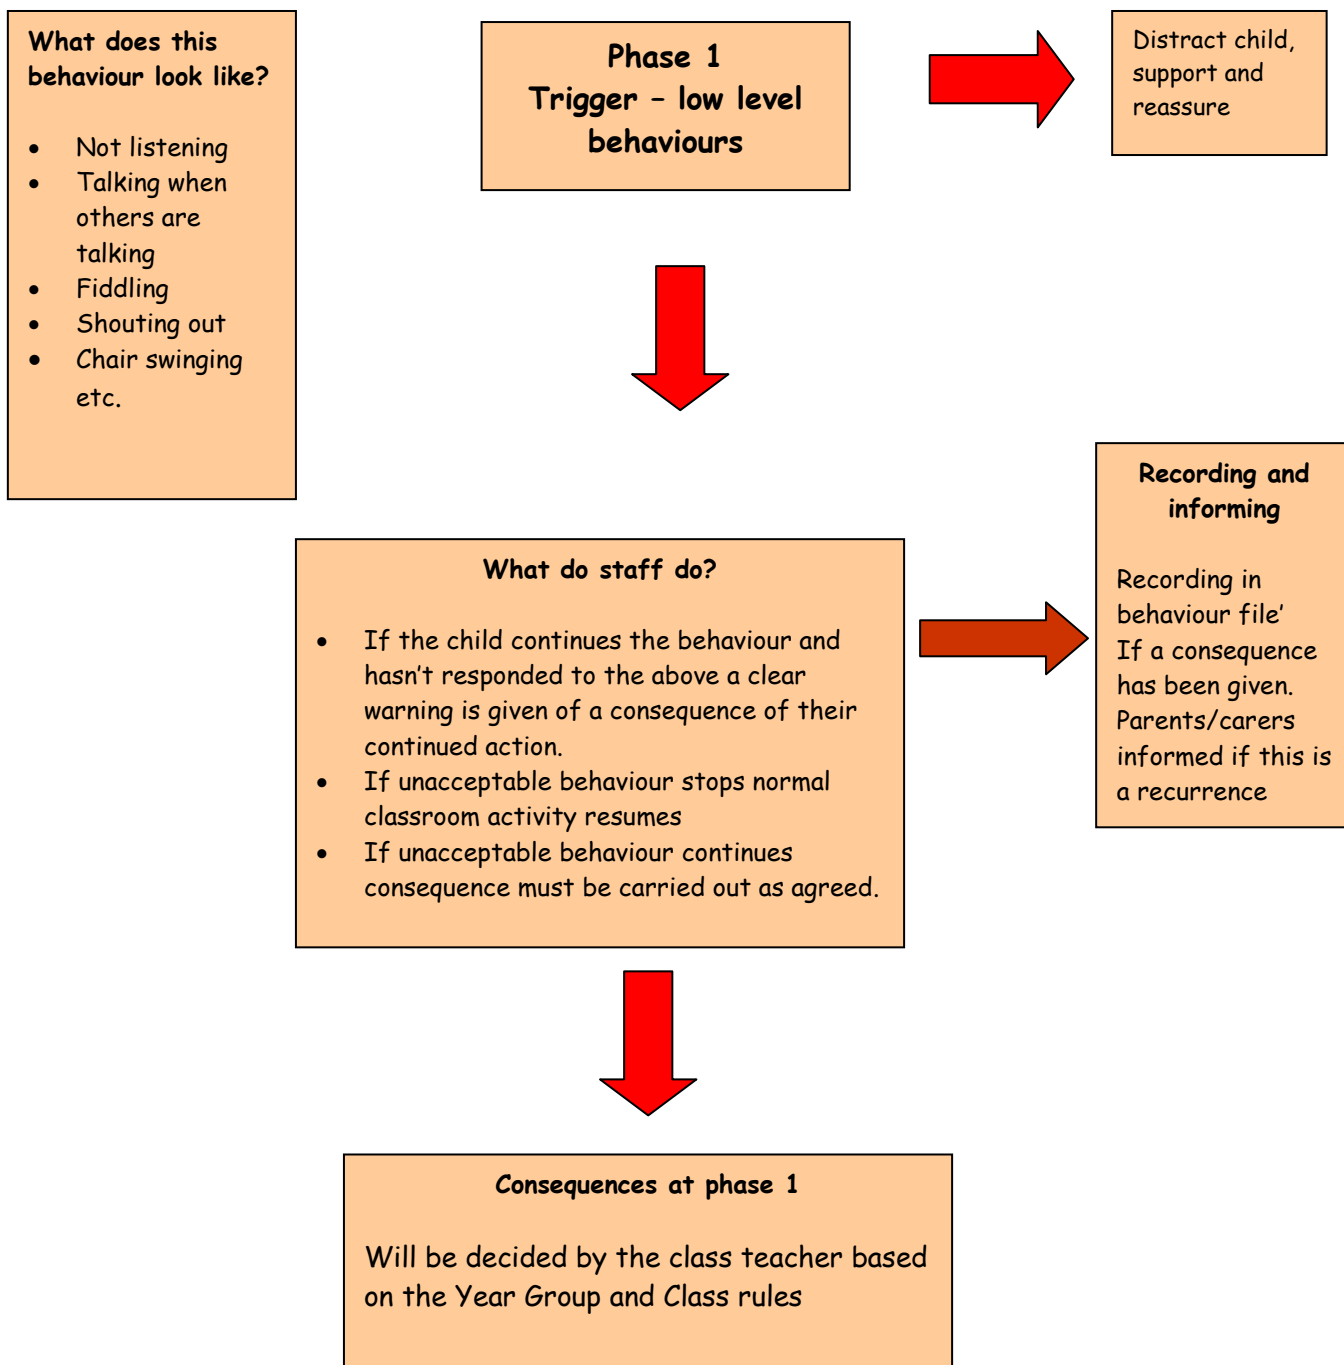 What does this
behaviour look like?
• Not listening
• Talking when
others are
talking
• Fiddling
• Shouting out
• Chair swinging
etc.
Phase 1
Trigger – low level
behaviours
Distract child,
support and
reassure
What do staff do?
• If the child continues the behaviour and
hasn’t responded to the above a clear
warning is given of a consequence of their
continued action.
• If unacceptable behaviour stops normal
classroom activity resumes
• If unacceptable behaviour continues
consequence must be carried out as agreed.
Recording and
informing
Recording in
behaviour file’
If a consequence
has been given.
Parents/carers
informed if this is
a recurrence
Consequences at phase 1
Will be decided by the class teacher based
on the Year Group and Class rules